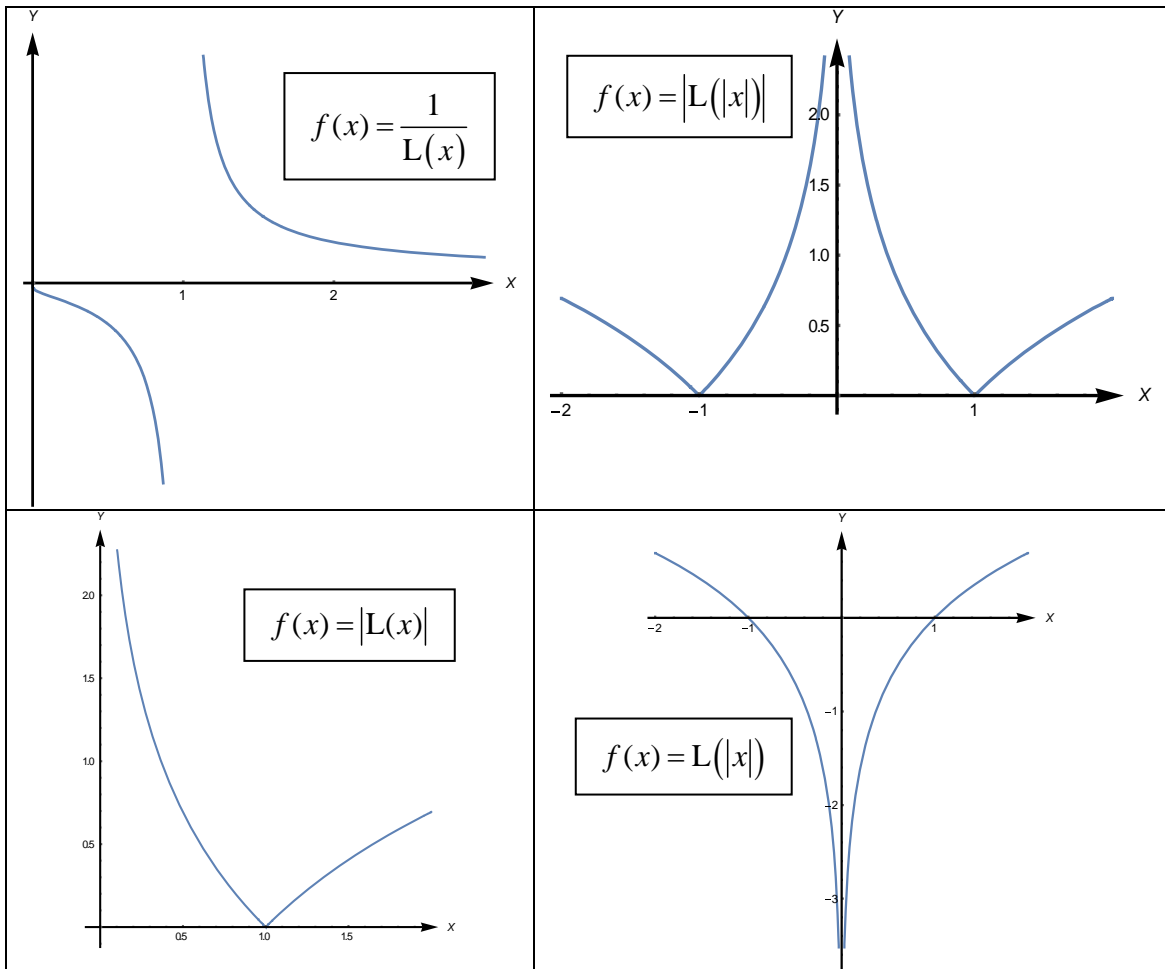 Y
f(x) = 1/L(x)
1
2
X
Y
f(x) = |L(|x|)|
2.0
1.5
1.0
0.5
-2
-1
1
X
Y
2.0
f(x) = |L(x)|
1.5
1.0
0.5
0.5
1.0
1.5
X
Y
-2
-1
1
X
-1
f(x) = L(|x|)
-2
-3